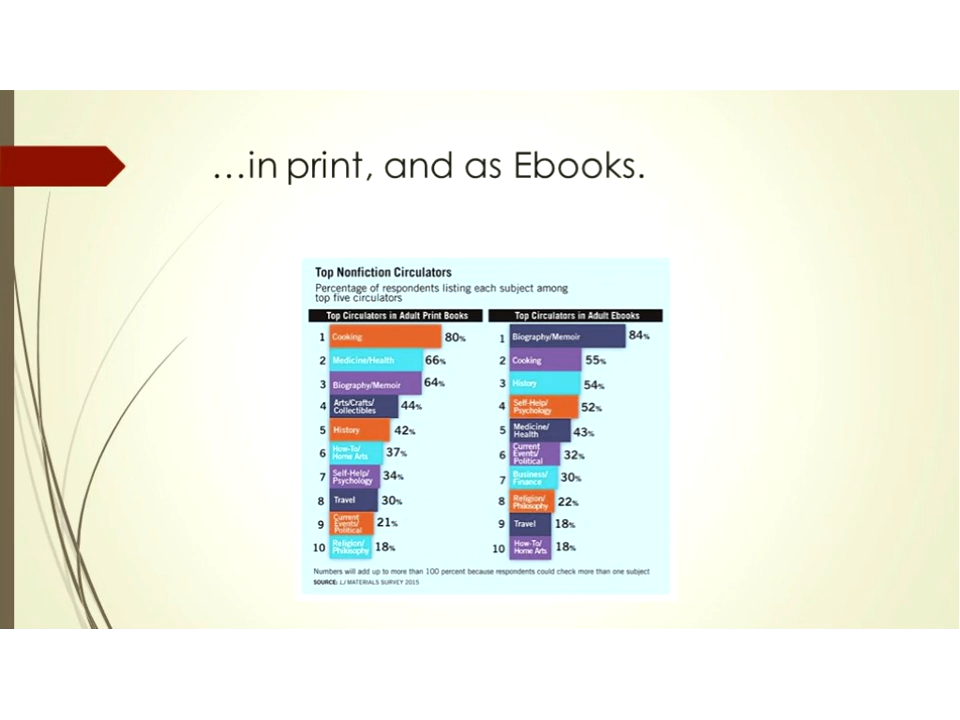 …in print, and as Ebooks.
Top Nonfiction Circulators
Percentage of respondents listing each subject among
top five circulators
Top Circulators in Adult Print Books
1 Cooking 80%
2 Medicine/Health 66%
3 Biography/Memoir 64%
4 Arts/Crafts/
Collectibles 44%
5 History 42%
6 How-To/
Home Arts 37%
7 Self-Help/
Psychology 34%
8 Travel 30%
9 Current
Events/
Political 21%
10 Religion/
Philosophy 18%
Top Circulators in Adult Ebooks
1 Biography/Memoir 84%
2 Cooking 55%
3 History 54%
4 Self-Help/
Psychology 52%
5 Medicine/
Health 43%
6 Current
Events/
Political 32%
7 Business/
Finance 30%
8 Religion/
Philosophy 22%
9 Travel 18%
10 How-To/
Home Arts 18%
Numbers will add up to more than 100 percent because respondents could check more than one subject
SOURCE: LJ MATERIALS SURVEY 2015